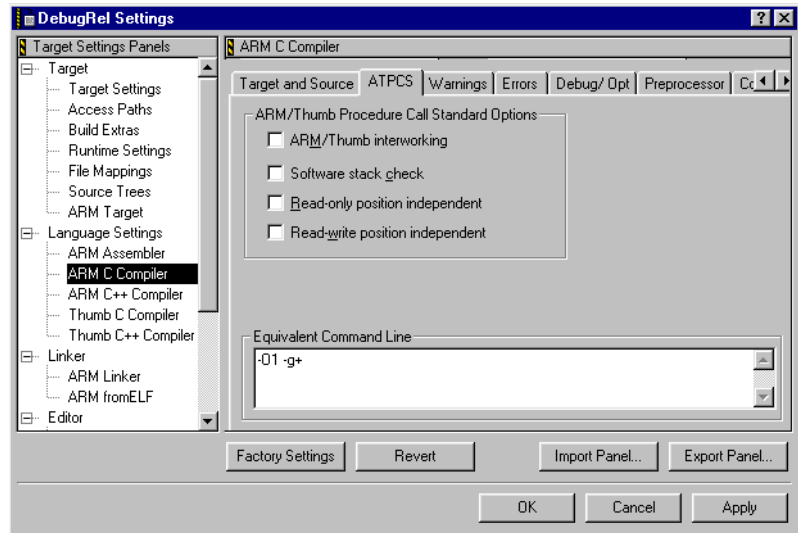 DebugRel Settings
Target Settings Panels
Target
Target Settings
Access Paths
Build Extras
Runtime Settings
File Mappings
Source Trees
ARM Target
Language Settings
ARM Assembler
ARM C Compiler
ARM C++ Compiler
Thumb C Compiler
Thumb C++ Compiler
Linker
ARM Linker
ARM fromELF
Editor
ARM C Compiler
Target and Source ATPCS Warnings Errors Debug/ Opt Preprocessor
ARM/Thumb Procedure Call Standard Options
ARM/Thumb interworking
Software stack check
Read-only position independent
Read-write position independent
Equivalent Command Line
-O1 -g+
Factory Settings Revert Import Panel... Export Panel...
OK Cancel Apply